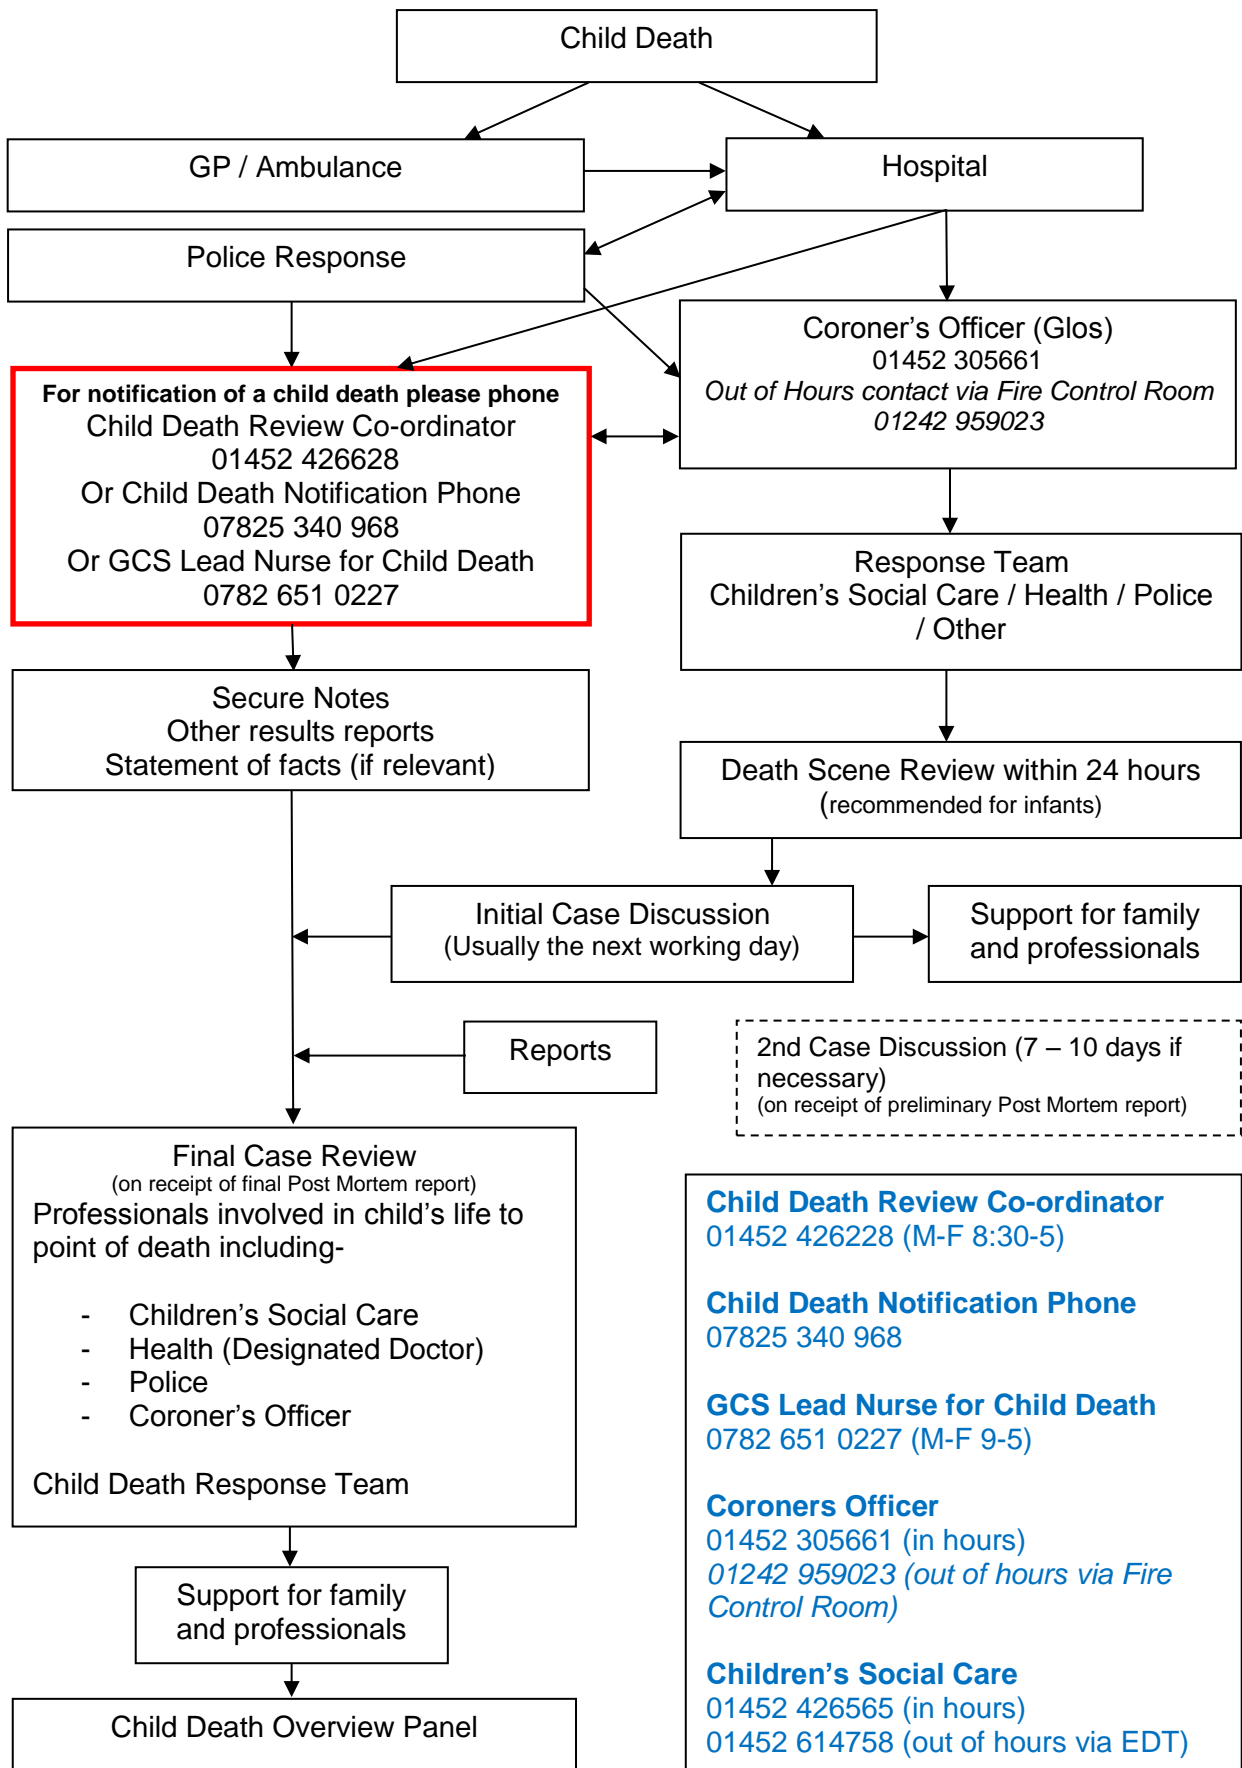 Child Death
GP / Ambulance
Hospital
Police Response
Coroner’s Officer (Glos)
01452 305661
Out of Hours contact via Fire Control Room
01242 959023
For notification of a child death please phone
Child Death Review Co-ordinator
01452 426628
Or Child Death Notification Phone
07825 340 968
Or GCS Lead Nurse for Child Death
0782 651 0227
Response Team
Children’s Social Care / Health / Police
/ Other
Secure Notes
Other results reports
Statement of facts (if relevant)
Death Scene Review within 24 hours
(recommended for infants)
Initial Case Discussion
(Usually the next working day)
Support for family
and professionals
Reports
2nd Case Discussion (7 – 10 days if
necessary)
(on receipt of preliminary Post Mortem report)
Final Case Review
(on receipt of final Post Mortem report)
Professionals involved in child’s life to
point of death including-
- Children’s Social Care
- Health (Designated Doctor)
- Police
- Coroner’s Officer
Child Death Response Team
Support for family
and professionals
Child Death Overview Panel
Child Death Review Co-ordinator
01452 426228 (M-F 8:30-5)
Child Death Notification Phone
07825 340 968
GCS Lead Nurse for Child Death
0782 651 0227 (M-F 9-5)
Coroners Officer
01452 305661 (in hours)
01242 959023 (out of hours via Fire
Control Room)
Children’s Social Care
01452 426565 (in hours)
01452 614758 (out of hours via EDT)